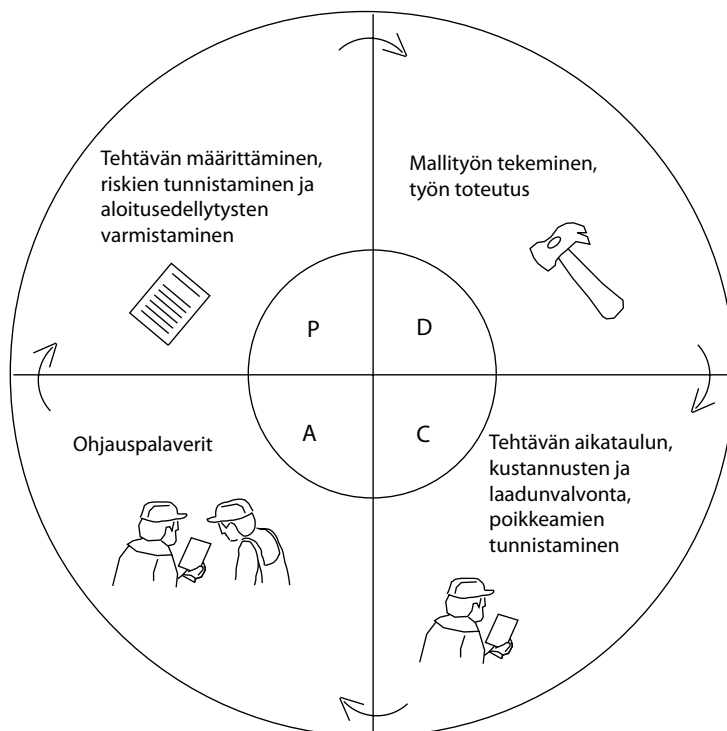 Tehtävän määrittäminen,
riskien tunnistaminen ja
aloitusedellytysten
varmistaminen
Mallityön tekeminen,
työn toteutus
P
D
A
C
Ohjauspalaverit
Tehtävän aikataulun,
kustannusten ja
laadunvalvonta,
poikkeamien
tunnistaminen